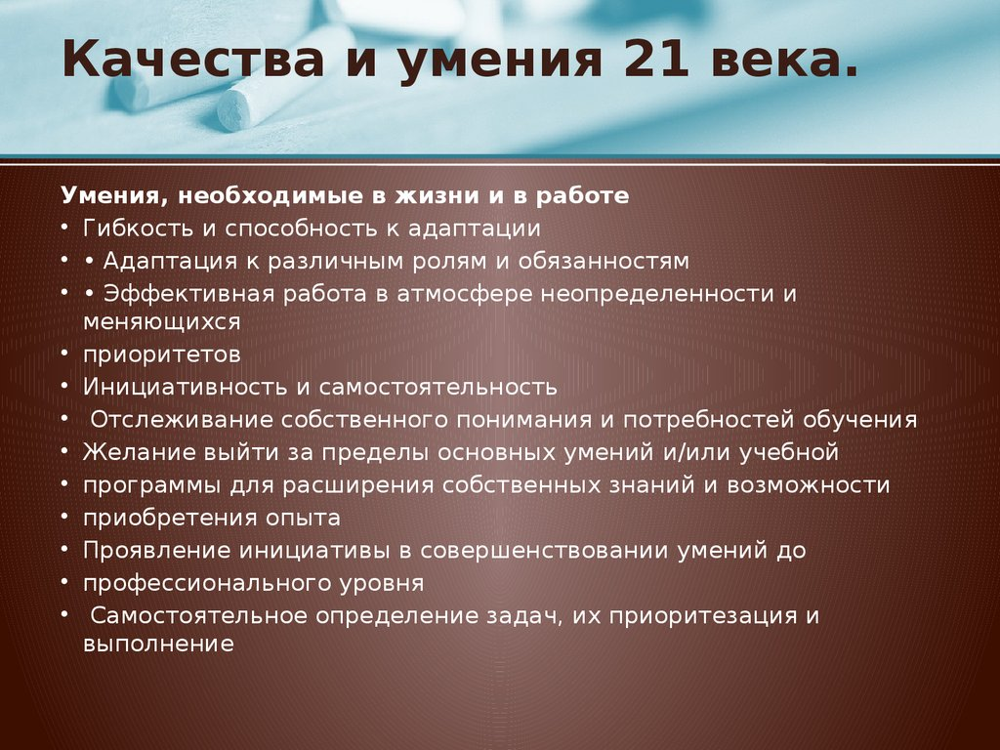 Качества и умения 21 века.
Умения, необходимые в жизни и в работе
• Гибкость и способность к адаптации
• • Адаптация к различным ролям и обязанностям
• • Эффективная работа в атмосфере неопределенности и
меняющихся
• приоритетов
• Инициативность и самостоятельность
• Отслеживание собственного понимания и потребностей обучения
• Желание выйти за пределы основных умений и/или учебной
• программы для расширения собственных знаний и возможности
• приобретения опыта
• Проявление инициативы в совершенствовании умений до
• профессионального уровня
• Самостоятельное определение задач, их приоритезация и
выполнение